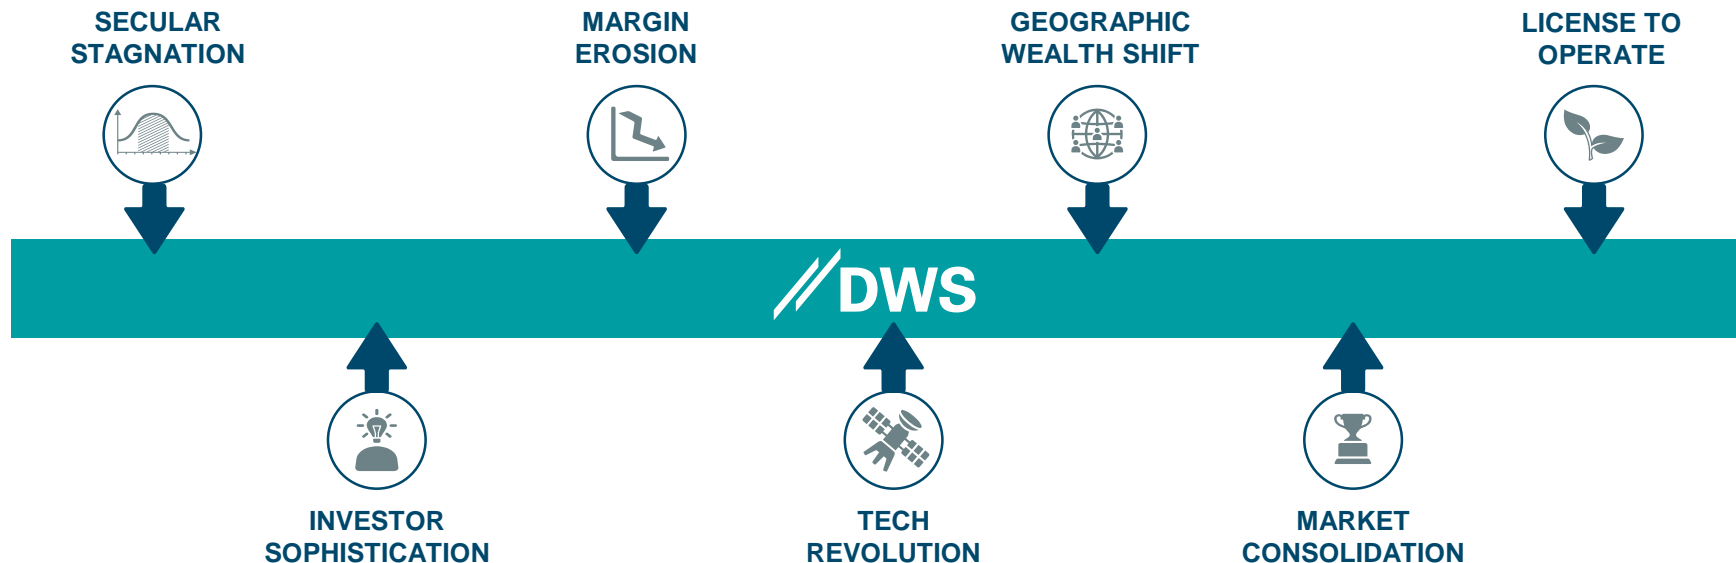 SECULAR
STAGNATION
MARGIN
EROSION
GEOGRAPHIC
WEALTH SHIFT
LICENSE TO
OPERATE
DWS
INVESTOR
SOPHISTICATION
TECH
REVOLUTION
MARKET
CONSOLIDATION